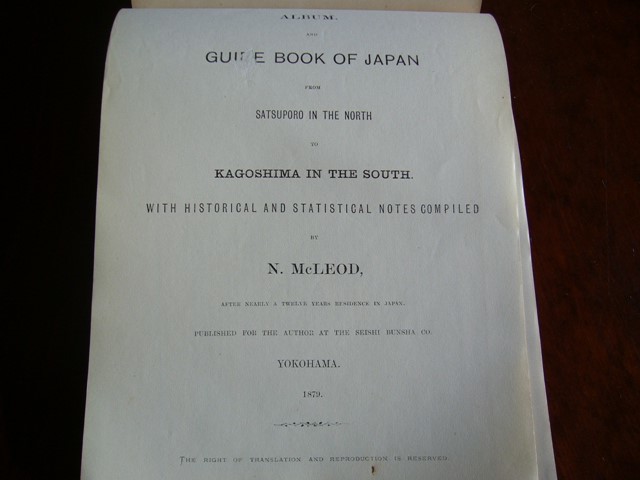 ALBUM.
AND
GUIDE BOOK OF JAPAN
FROM
SATSUPORO IN THE NORTH
TO
KAGOSHIMA IN THE SOUTH.
WITH HISTORICAL AND STATISTICAL NOTES COMPILED
BY
N. McLEOD,
AFTER NEARLY A TWELVE YEARS RESIDENCE IN JAPAN.
PUBLISHED FOR THE AUTHOR AT THE SEISHI BUNSHA CO.
YOKOHAMA.
1879.
THE RIGHT OF TRANSLATION AND REPRODUCTION IS RESERVED.